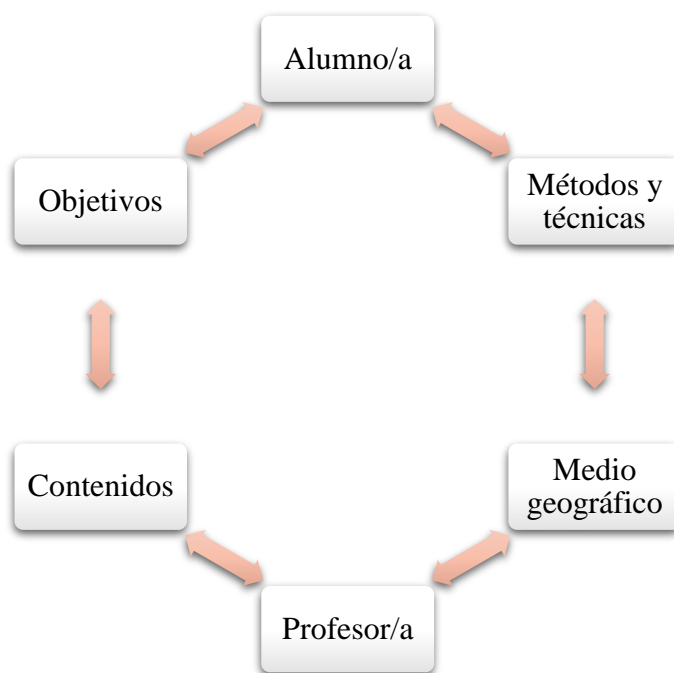 Alumno/a
Objetivos
Métodos y
técnicas
Contenidos
Medio
geográfico
Profesor/a